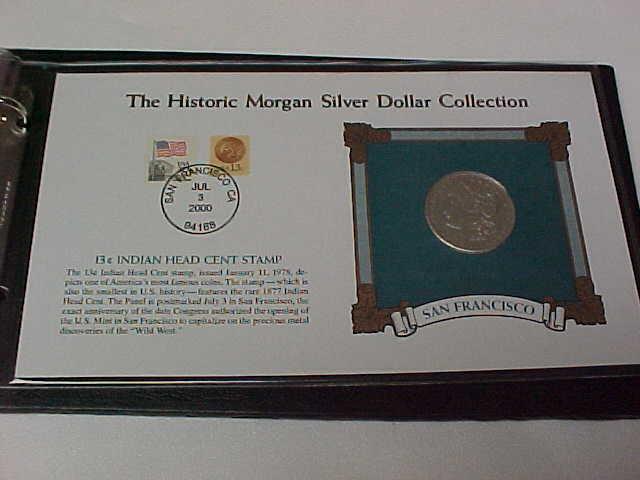 The Historic Morgan Silver Dollar Collection
USA
13
SAN FRANCISCO CA
JUL
3
2000
94188
13¢ INDIAN HEAD CENT STAMP
The 13¢ Indian Head Cent stamp, issued January 11, 1978, de-
picts one of America's most famous coins. The stamp—which is
also the smallest in U.S. history—features the rare 1877 Indian
Head Cent. The Panel is postmarked July 3 in San Francisco, the
exact anniversary of the date Congress authorized the opening of
the U.S. Mint in San Francisco to capitalize on the precious metal
discoveries of the "Wild West."
SAN FRANCISCO